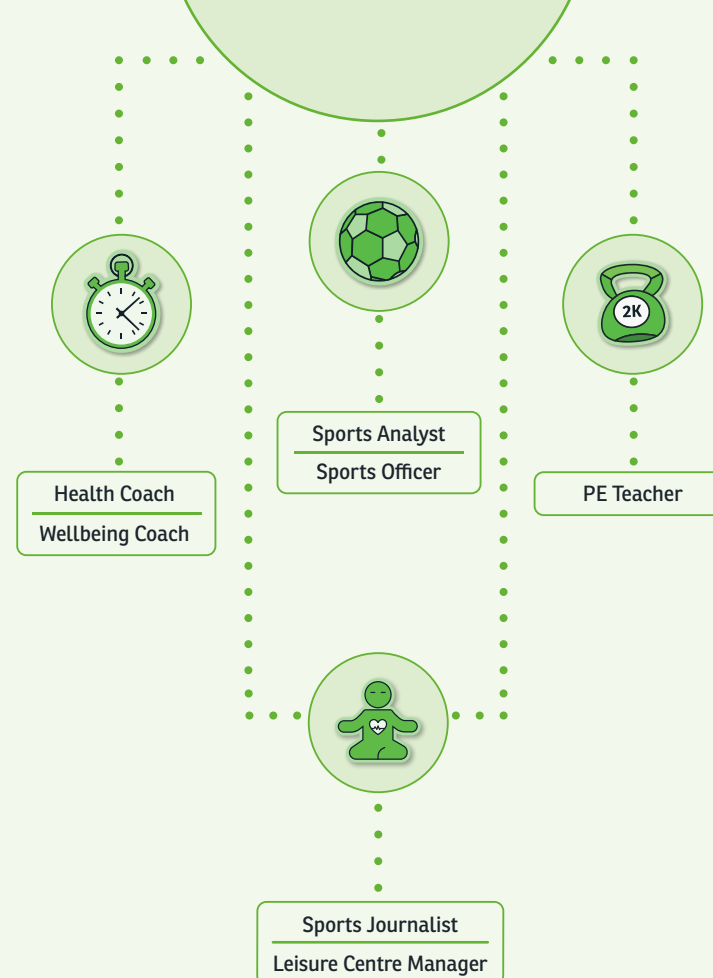 2K
Sports Analyst
Sports Officer
Health Coach
Wellbeing Coach
PE Teacher
Sports Journalist
Leisure Centre Manager